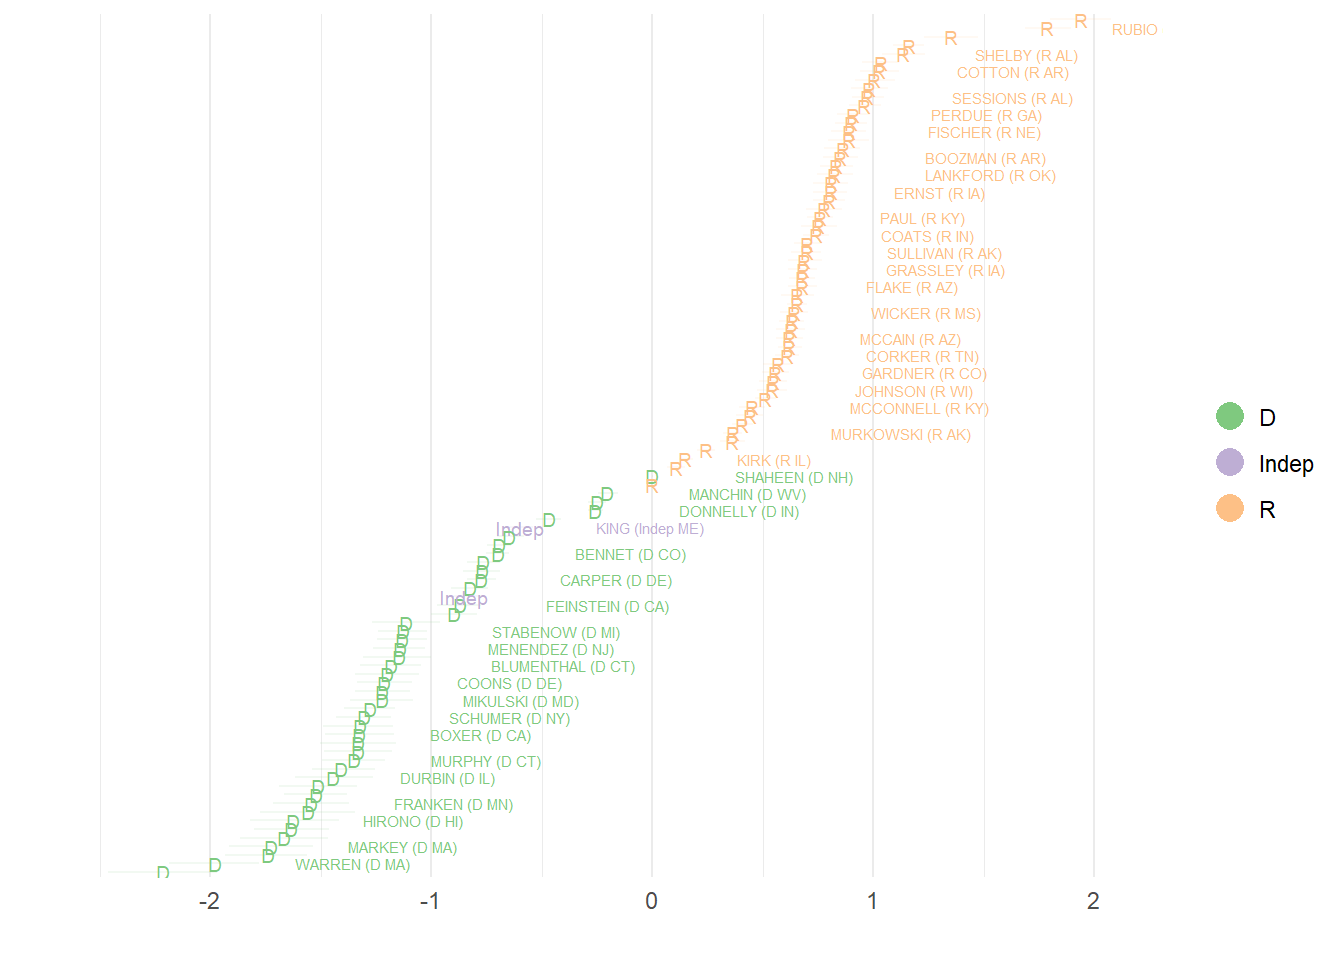 RUBIO
SHELBY (R AL)
COTTON (R AR)
SESSIONS (R AL)
PERDUE (R GA)
FISCHER (R NE)
BOOZMAN (R AR)
LANKFORD (R OK)
ERNST (R IA)
PAUL (R KY)
COATS (R IN)
SULLIVAN (R AK)
GRASSLEY (R IA)
FLAKE (R AZ)
WICKER (R MS)
MCCAIN (R AZ)
CORKER (R TN)
GARDNER (R CO)
JOHNSON (R WI)
MCCONNELL (R KY)
MURKOWSKI (R AK)
KIRK (R IL)
SHAHEEN (D NH)
MANCHIN (D WV)
DONNELLY (D IN)
Indep KING (Indep ME)
BENNET (D CO)
CARPER (D DE)
Indep
FEINSTEIN (D CA)
STABENOW (D MI)
MENENDEZ (D NJ)
BLUMENTHAL (D CT)
COONS (D DE)
MIKULSKI (D MD)
SCHUMER (D NY)
BOXER (D CA)
MURPHY (D CT)
DURBIN (D IL)
FRANKEN (D MN)
HIRONO (D HI)
MARKEY (D MA)
WARREN (D MA)
-2 -1 0 1 2
D
Indep
R